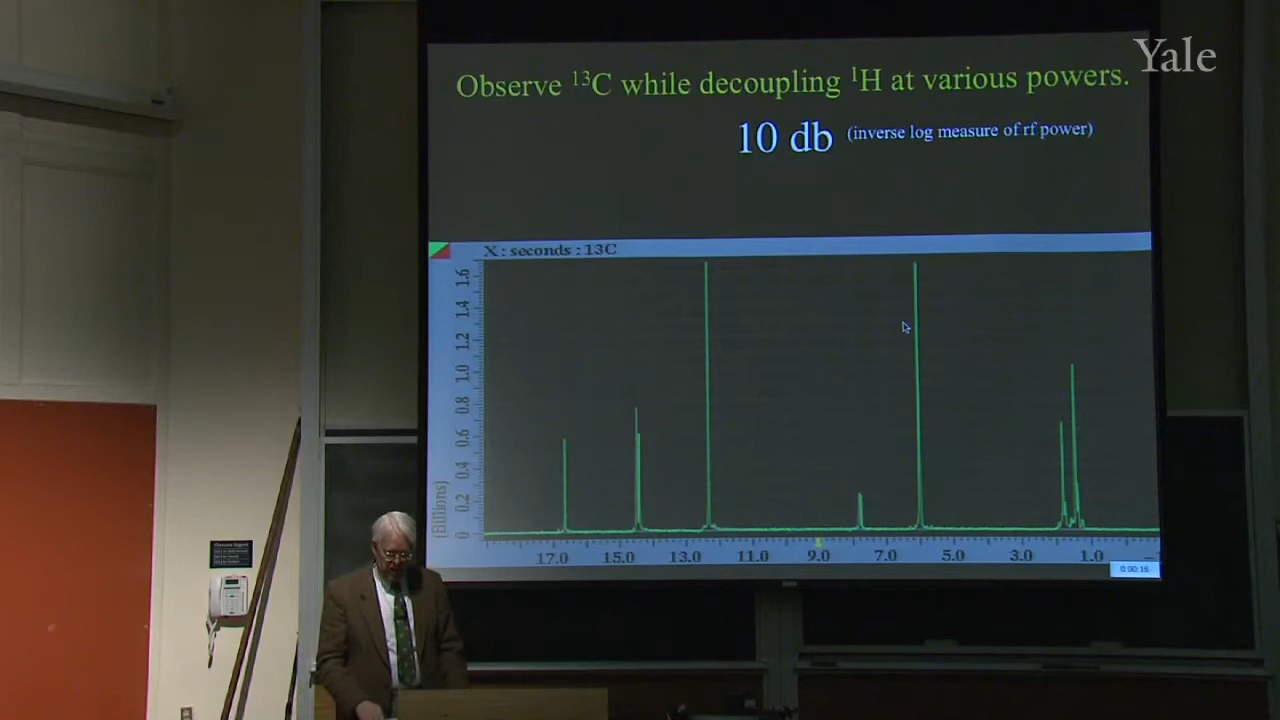 Yale
Observe ¹³C while decoupling ¹H at various powers.
10 db (inverse log measure of rf power)
X : seconds : 13C
1.6
1.4
1.2
1.0
0.8
0.6
0.4
0.2
0
(Billions)
17.0 15.0 13.0 11.0 9.0 7.0 5.0 3.0 1.0
0:00:16